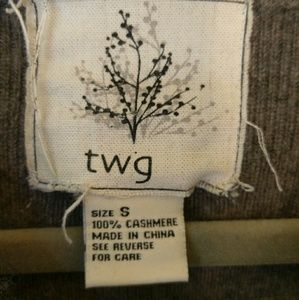 twg
SIZE S
100% CASHMERE
MADE IN CHINA
SEE REVERSE
FOR CARE